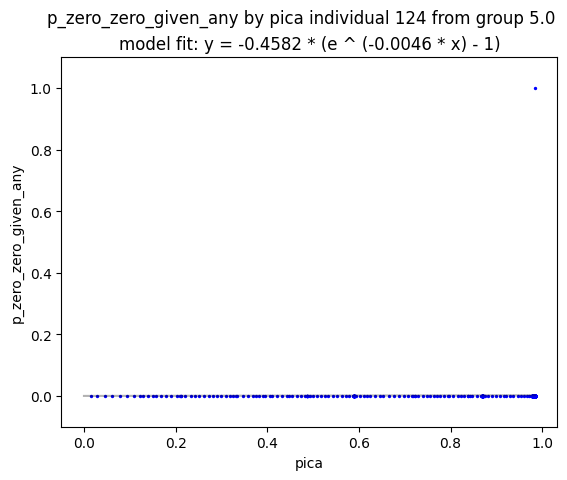 p_zero_zero_given_any by pica individual 124 from group 5.0
model fit: y = -0.4582 * (e ^ (-0.0046 * x) - 1)
1.0
0.8
0.6
0.4
0.2
0.0
p_zero_zero_given_any
0.0 0.2 0.4 0.6 0.8 1.0
pica